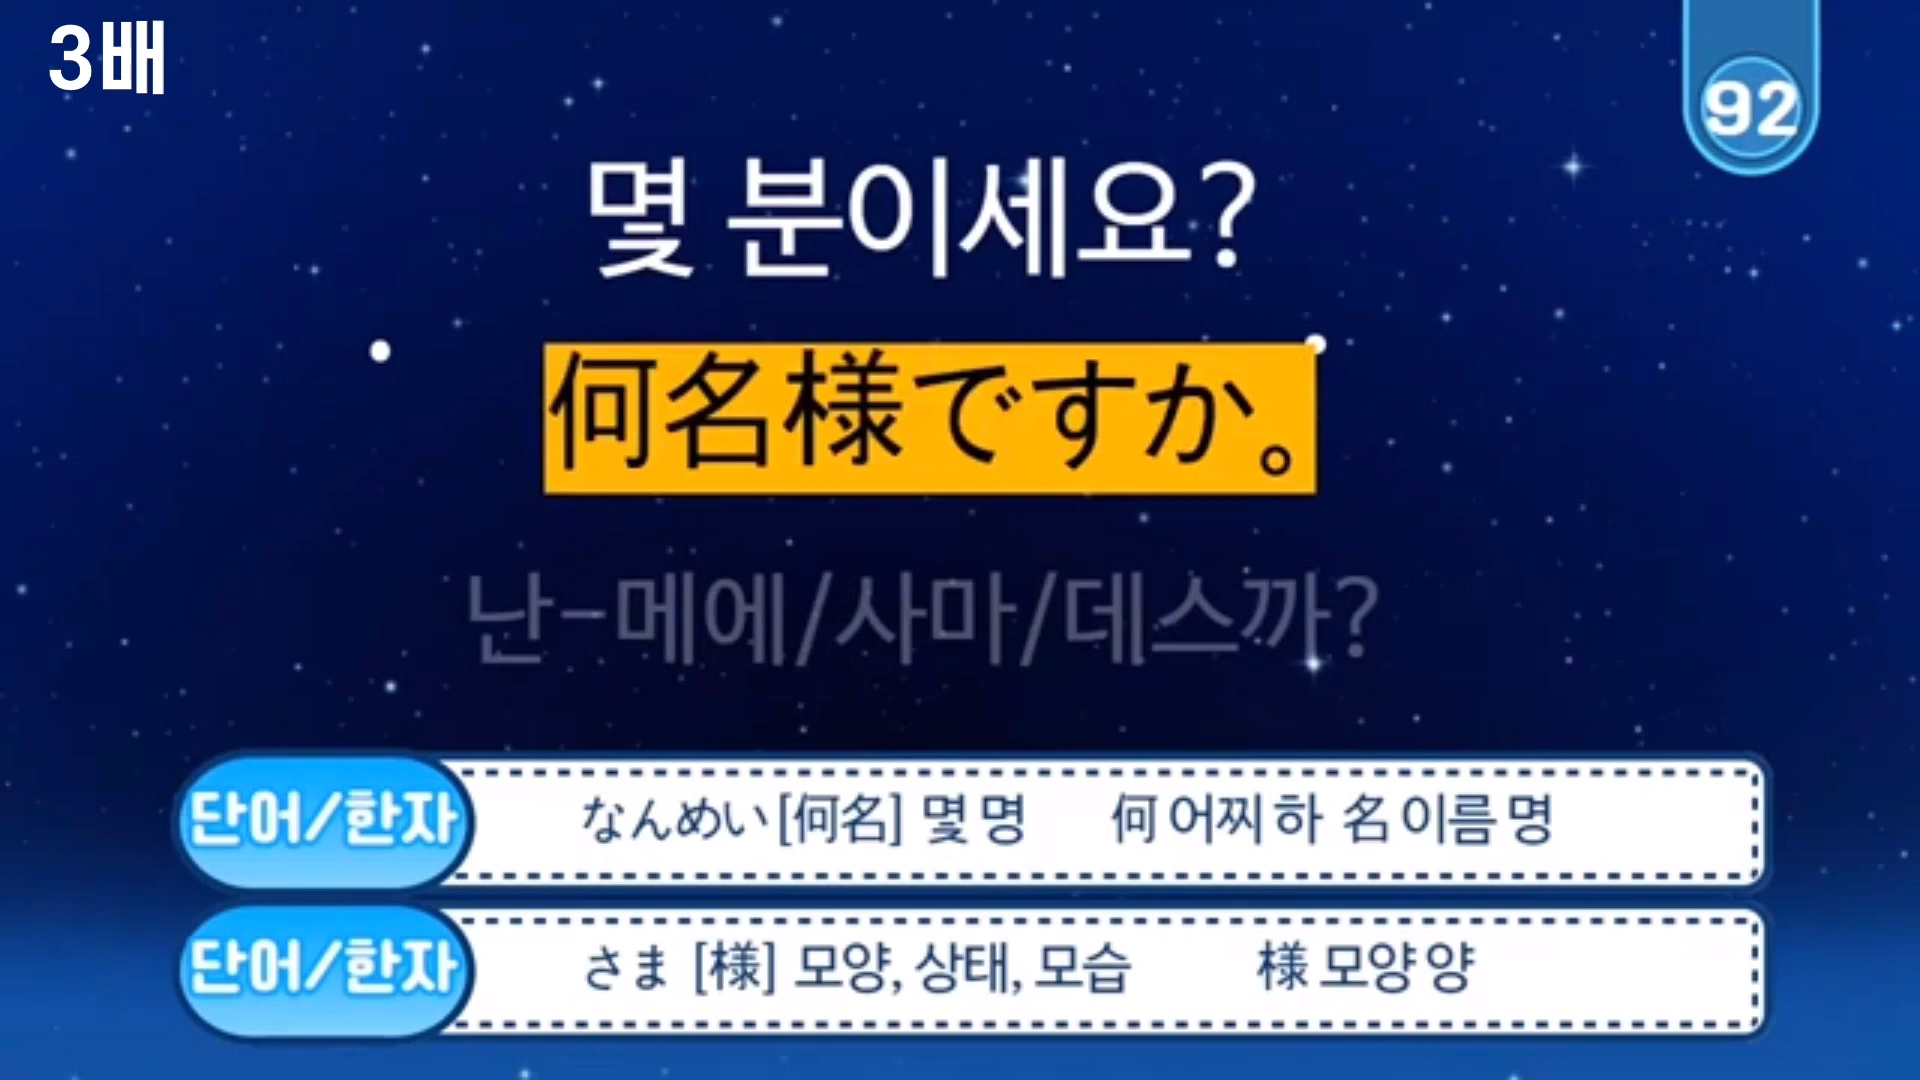 3배
92
몇 분이세요?
何名様ですか。
난-메에/사마/데스까?
단어/한자 なんめい [何名] 몇 명 何 어찌 하 名 이름 명
단어/한자 さま [様] 모양, 상태, 모습 様 모양 양